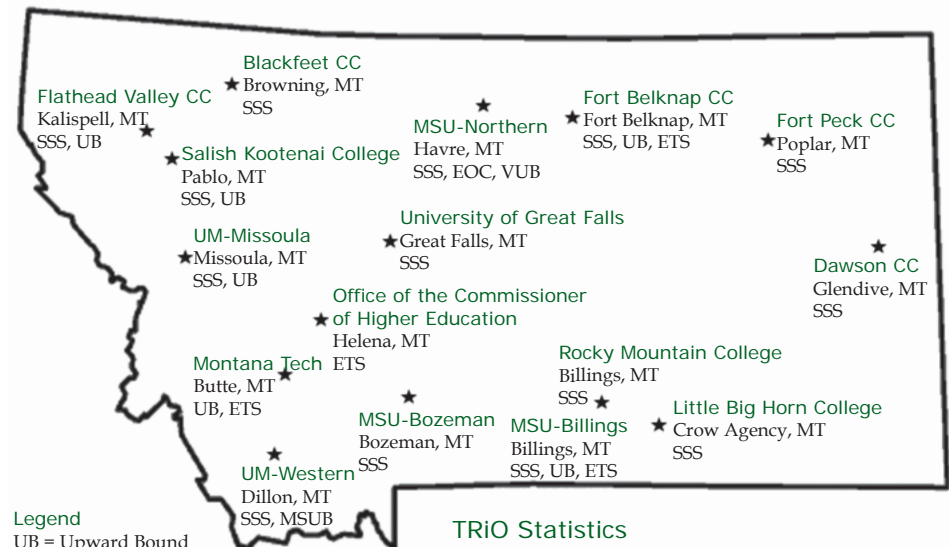 Blackfeet CC
Browning, MT
SSS
Flathead Valley CC
Kalispell, MT
SSS, UB
Salish Kootenai College
Pablo, MT
SSS, UB
MSU-Northern
Havre, MT
SSS, EOC, VUB
Fort Belknap CC
Fort Belknap, MT
SSS, UB, ETS
Fort Peck CC
Poplar, MT
SSS
UM-Missoula
Missoula, MT
SSS, UB
University of Great Falls
Great Falls, MT
SSS
Dawson CC
Glendive, MT
SSS
Office of the Commissioner
of Higher Education
Helena, MT
ETS
Montana Tech
Butte, MT
UB, ETS
MSU-Bozeman
Bozeman, MT
SSS
Rocky Mountain College
Billings, MT
SSS
MSU-Billings
Billings, MT
SSS, UB, ETS
Little Big Horn College
Crow Agency, MT
SSS
UM-Western
Dillon, MT
SSS, MSUB
Legend
UB = Upward Bound
TRiO Statistics